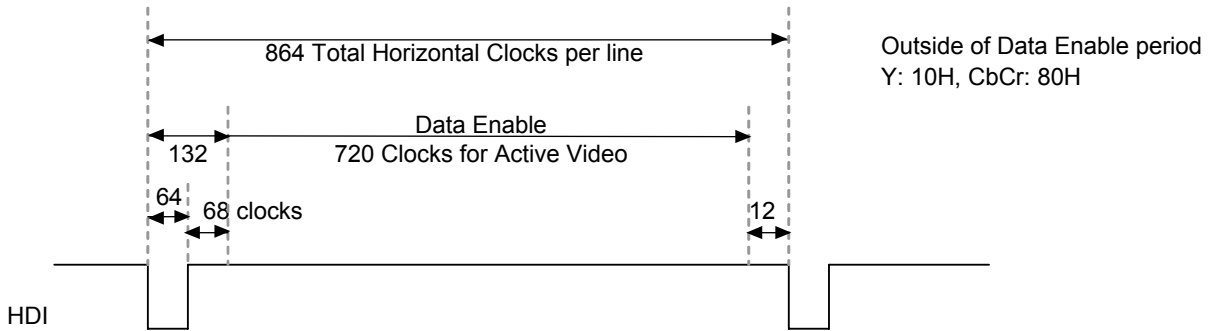 864 Total Horizontal Clocks per line
Outside of Data Enable period
Y: 10H, CbCr: 80H
Data Enable
132
720 Clocks for Active Video
64
68 clocks
12
HDI